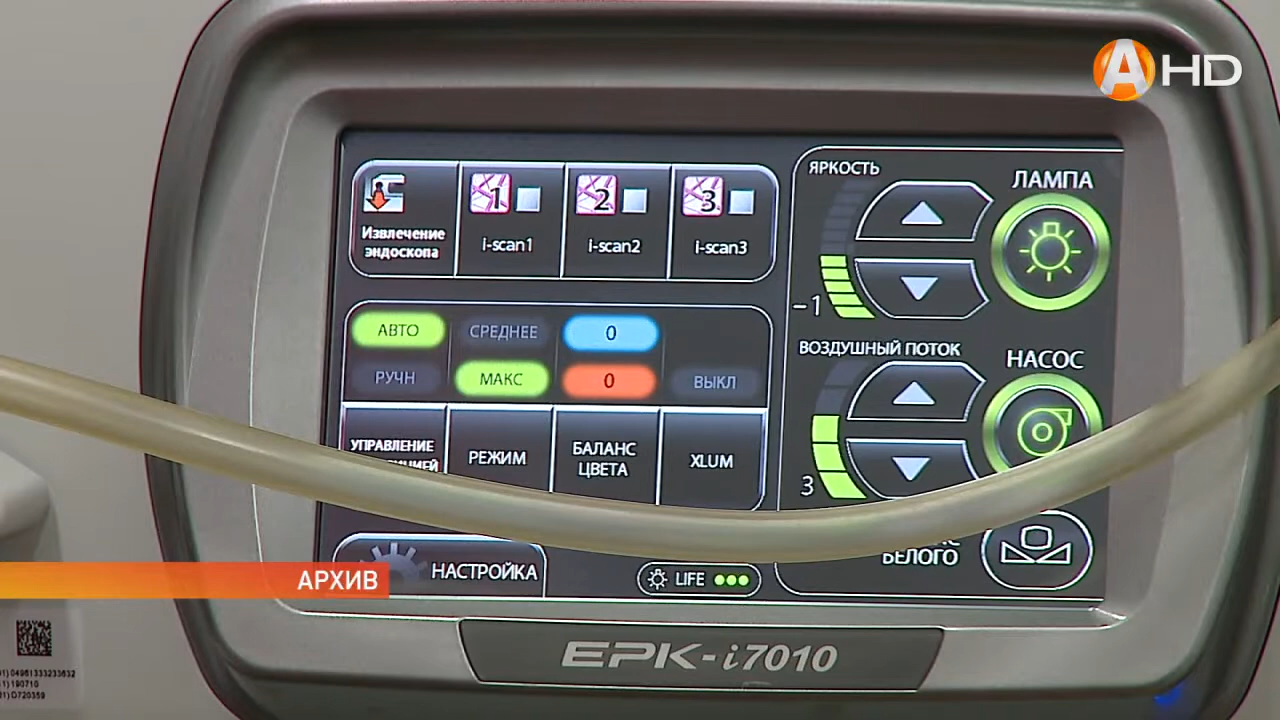 А HD
ЯРКОСТЬ
ЛАМПА
1
2
3
Извлечение
эндоскопа
i-scan1
i-scan2
i-scan3
-1
АВТО
СРЕДНЕЕ
0
РУЧН
МАКС
0
ВЫКЛ
ВОЗДУШНЫЙ ПОТОК
НАСОС
УПРАВЛЕНИЕ
РЕЖИМ
БАЛАНС
ЦВЕТА
XLUM
3
БЕЛОГО
НАСТРОЙКА
LIFE
АРХИВ
EPK-i7010